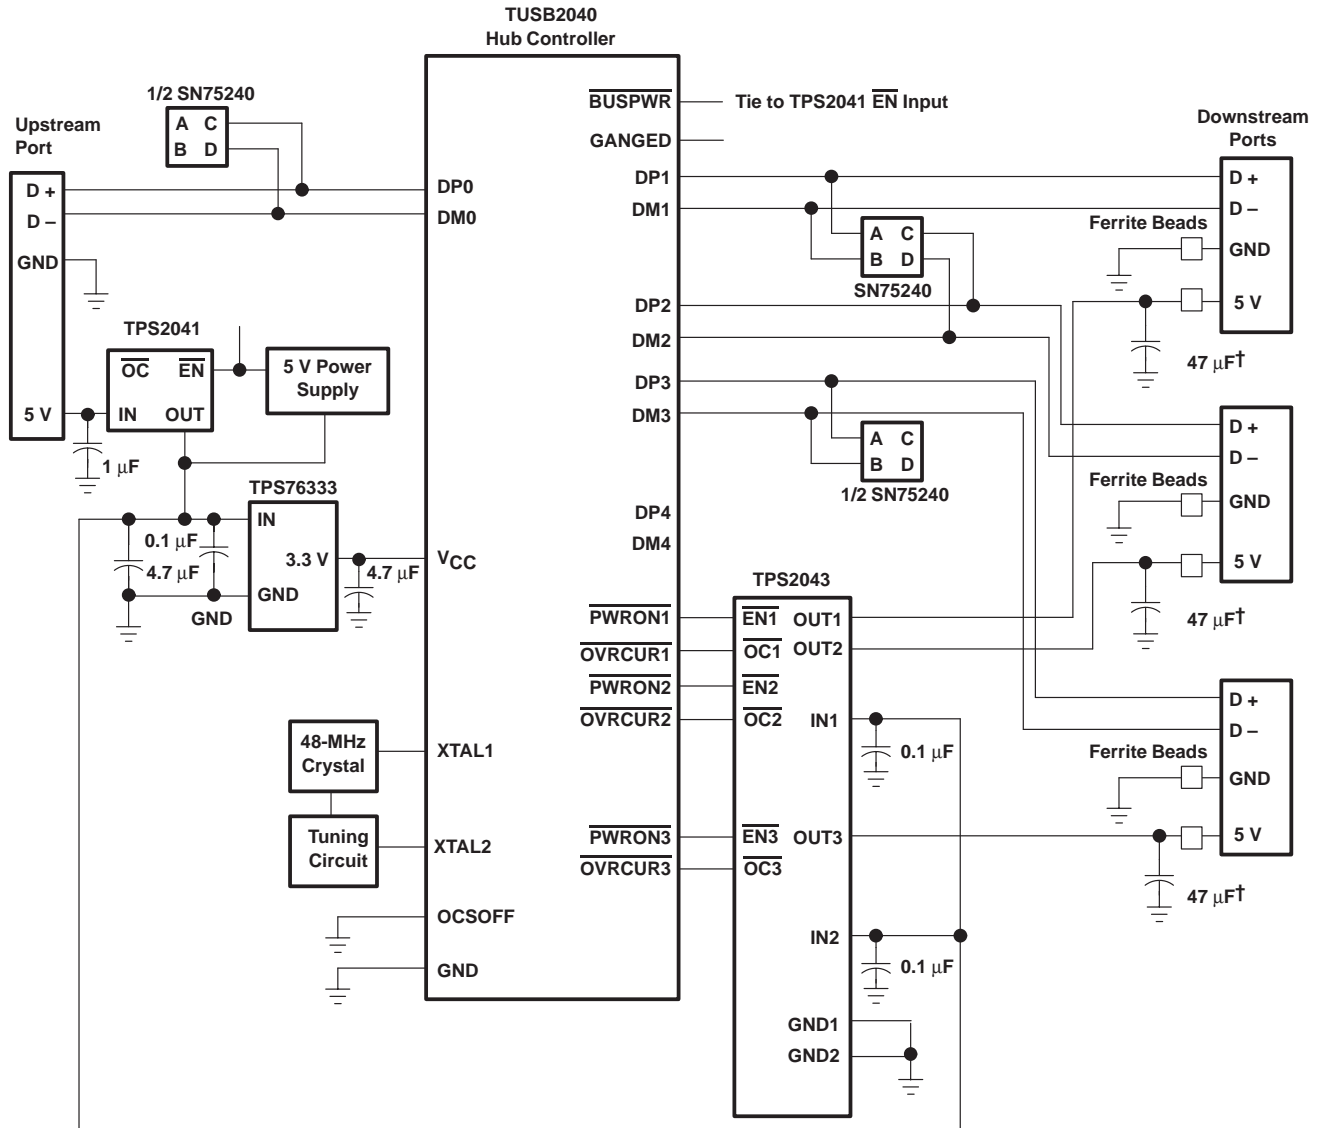 TUSB2040
Hub Controller
1/2 SN75240
A C
B D
Upstream
Port
D +
D –
GND
5 V
DP0
DM0
BUSPWR
Tie to TPS2041 EN Input
GANGED
DP1
DM1
Downstream
Ports
D +
D –
Ferrite Beads
GND
5 V
47 μF†
A C
B D
SN75240
DP2
DM2
DP3
DM3
A C
B D
1/2 SN75240
DP4
DM4
TPS2041
OC EN
IN OUT
5 V Power
Supply
1 μF
TPS76333
IN
3.3 V
GND
0.1 μF
4.7 μF
GND
4.7 μF
VCC
D +
D –
Ferrite Beads
GND
5 V
47 μF†
TPS2043
PWRON1
EN1 OUT1
OVRCUR1
OC1 OUT2
PWRON2
EN2
OVRCUR2
OC2
IN1
0.1 μF
48-MHz
Crystal
XTAL1
Tuning
Circuit
XTAL2
PWRON3
EN3 OUT3
OVRCUR3
OC3
D +
D –
Ferrite Beads
GND
5 V
47 μF†
OCSOFF
GND
IN2
0.1 μF
GND1
GND2